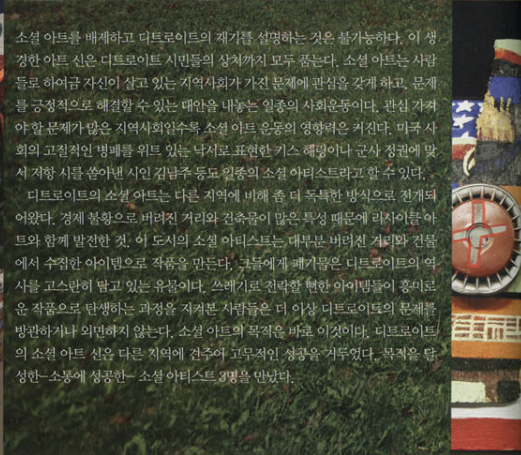 소셜 아트를 배제하고 디트로이트의 재기를 설명하는 것은 불가능하다. 이 생
경한 아트 신은 디트로이트 시민들의 상처까지 모두 품는다. 소셜 아트는 사람
들로 하여금 자신이 살고 있는 지역사회가 가진 문제에 관심을 갖게 하고, 문제
를 긍정적으로 해결할 수 있는 대안을 내놓는 일종의 사회운동이다. 관심 가져
야 할 문제가 많은 지역사회일수록 소셜 아트 운동의 영향력은 커진다. 미국 사
회의 고질적인 병폐를 위트 있는 낙서로 표현한 키스 해링이나 군사 정권에 맞
서 저항 시를 쏟아낸 시인 김남주 등도 일종의 소셜 아티스트라고 할 수 있다.
디트로이트의 소셜 아트는 다른 지역에 비해 좀 더 독특한 방식으로 전개되
어왔다. 경제 불황으로 버려진 거리와 건축물이 많은 특성 때문에 리사이클 아
트와 함께 발전한 것. 이 도시의 소셜 아티스트는 대부분 버려진 거리와 건물
에서 수집한 아이템으로 작품을 만든다. 그들에게 폐기물은 디트로이트의 역
사를 고스란히 담고 있는 유물이다. 쓰레기로 전락할 뻔한 아이템들이 흥미로
운 작품으로 탄생하는 과정을 지켜본 사람들은 더 이상 디트로이트의 문제를
방관하거나 외면하지 않는다. 소셜 아트의 목적은 바로 이것이다. 디트로이트
의 소셜 아트 신은 다른 지역에 견주어 고무적인 성공을 거두었다. 목적을 달
성한-소통에 성공한- 소셜 아티스트 3명을 만났다.